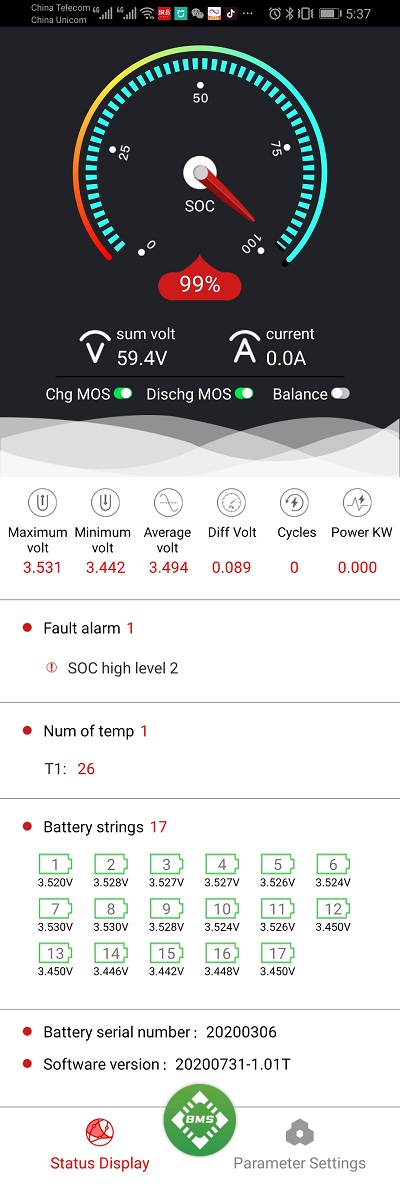 China Telecom 4G 4G 5:37
China Unicom
50
25
75
SOC
0
100
99%
sum volt
59.4V
current
0.0A
V
A
Chg MOS Dischg MOS Balance
Maximum volt Minimum volt Average volt Diff Volt Cycles Power KW
3.531 3.442 3.494 0.089 0 0.000
Fault alarm 1
SOC high level 2
Num of temp 1
T1: 26
Battery strings 17
1 2 3 4 5 6
3.520V 3.528V 3.527V 3.527V 3.526V 3.524V
7 8 9 10 11 12
3.530V 3.530V 3.528V 3.524V 3.526V 3.450V
13 14 15 16 17
3.450V 3.446V 3.442V 3.448V 3.450V
Battery serial number : 20200306
Software version : 20200731-1.01T
BMS
Status Display Parameter Settings